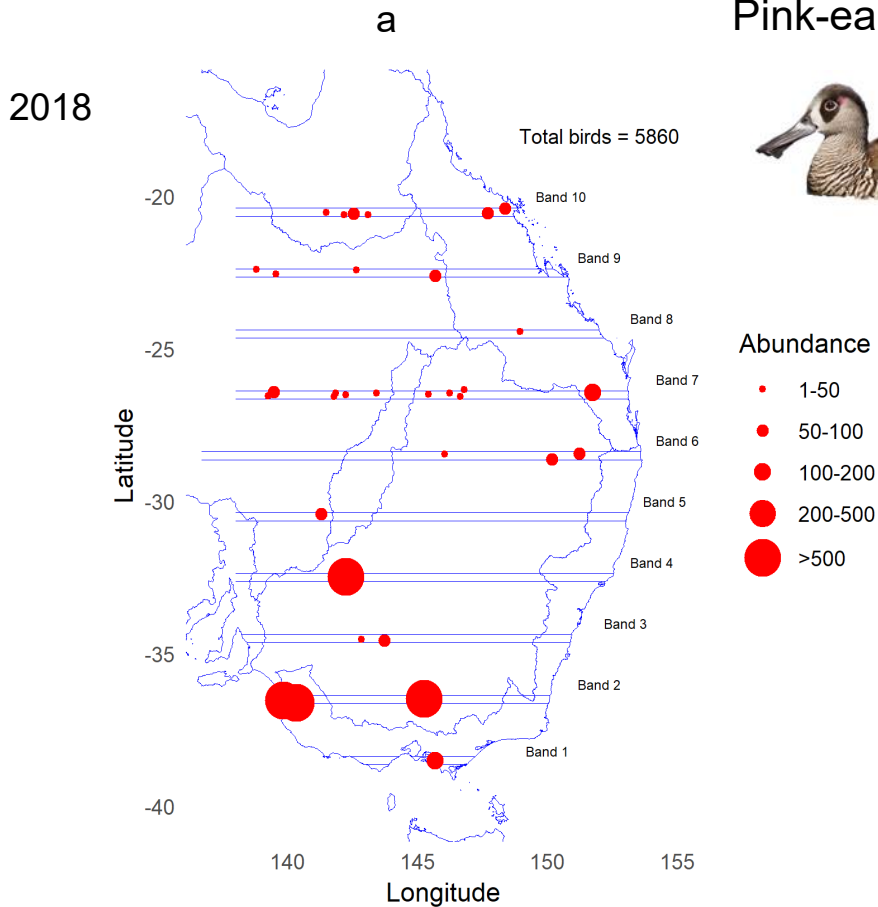 a
Pink-ea
2018
Total birds = 5860
-20
Band 10
Band 9
Band 8
-25
Abundance
Band 7
1-50
50-100
Band 6
100-200
Latitude
-30
Band 5
200-500
Band 4
>500
Band 3
-35
Band 2
Band 1
-40
140
145
150
155
Longitude